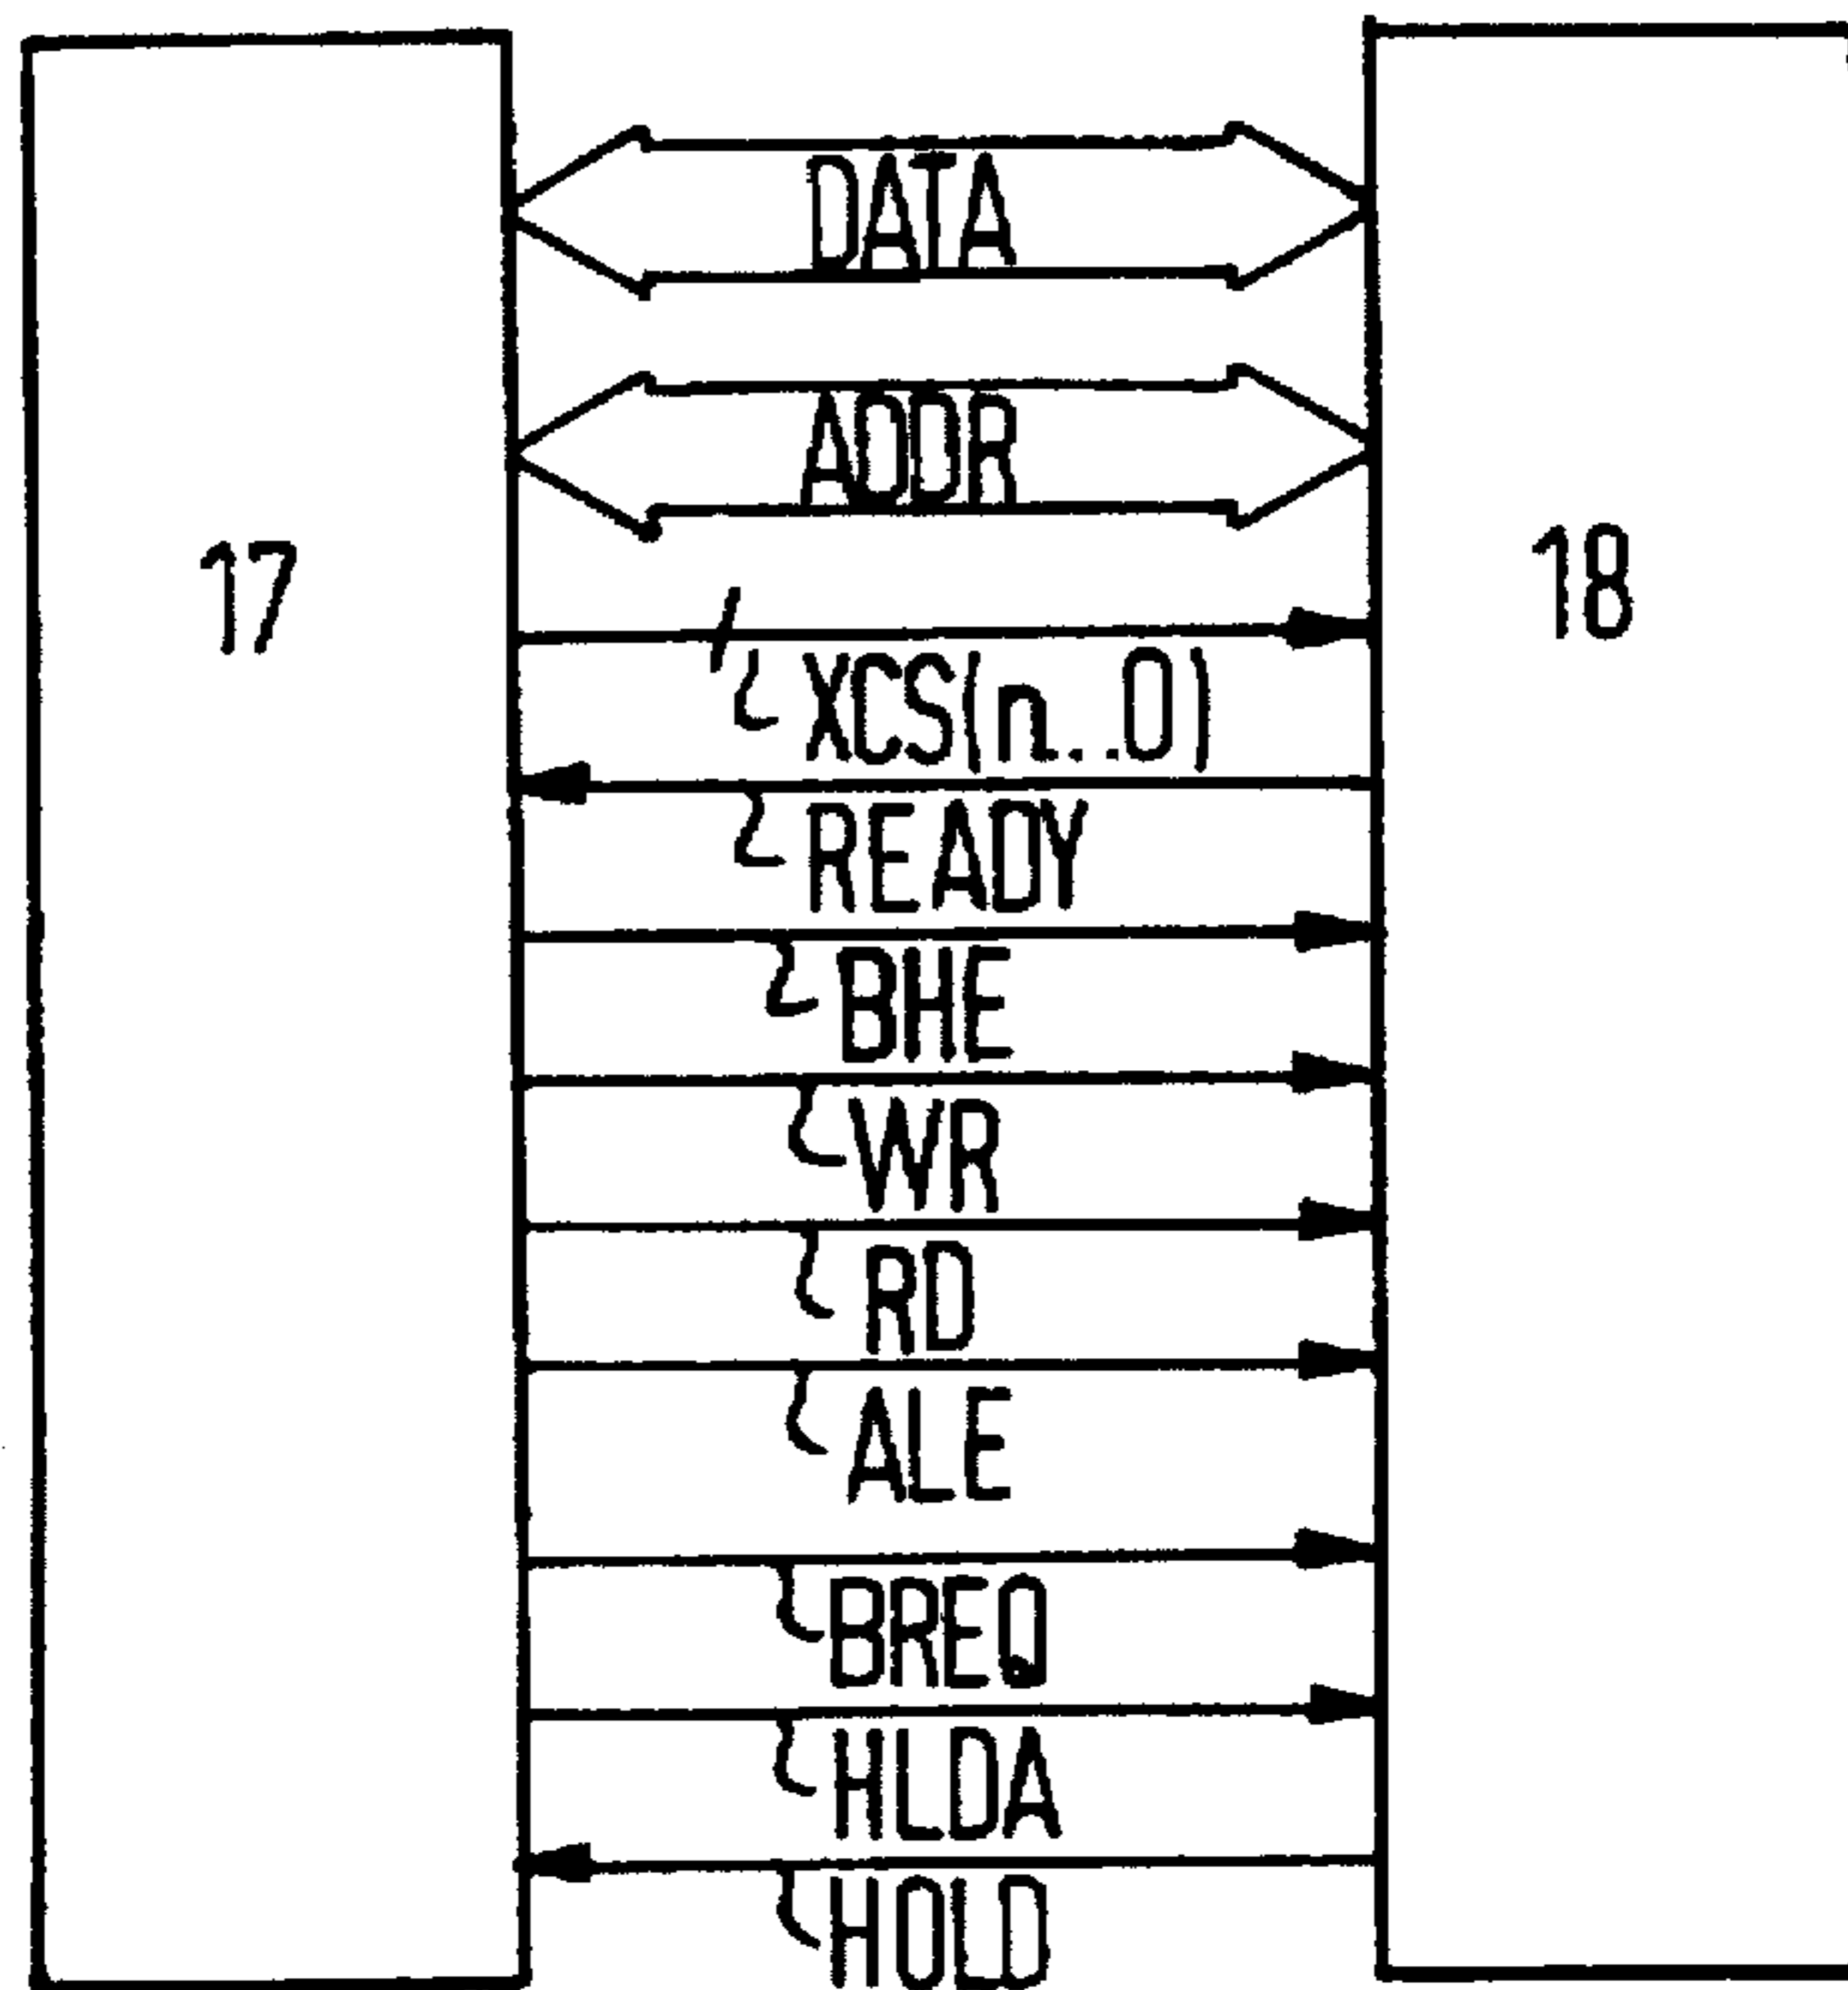 DATA
ADDR
17
18
XCS(n..0)
READY
BHE
WR
RD
ALE
BREQ
HLDA
HOLD